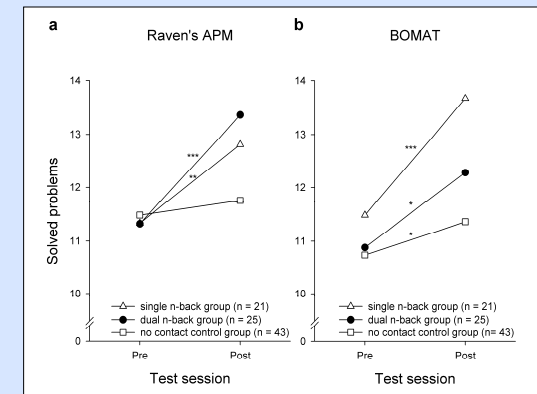 a
Raven's APM
14
13
12
11
10
0
Solved problems
***
**
△ single n-back group (n = 21)
● dual n-back group (n = 25)
□ no contact control group (n= 43)
Pre Post
Test session
b
BOMAT
14
13
12
11
10
0
***
*
*
△ single n-back group (n = 21)
● dual n-back group (n = 25)
□ no contact control group (n= 43)
Pre Post
Test session